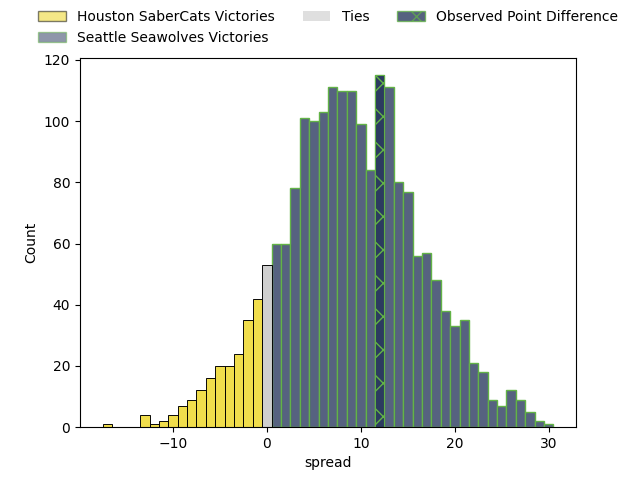 Houston SaberCats Victories
Ties
Observed Point Difference
Seattle Seawolves Victories
120
100
80
60
40
20
0
Count
−10
0
10
20
30
spread